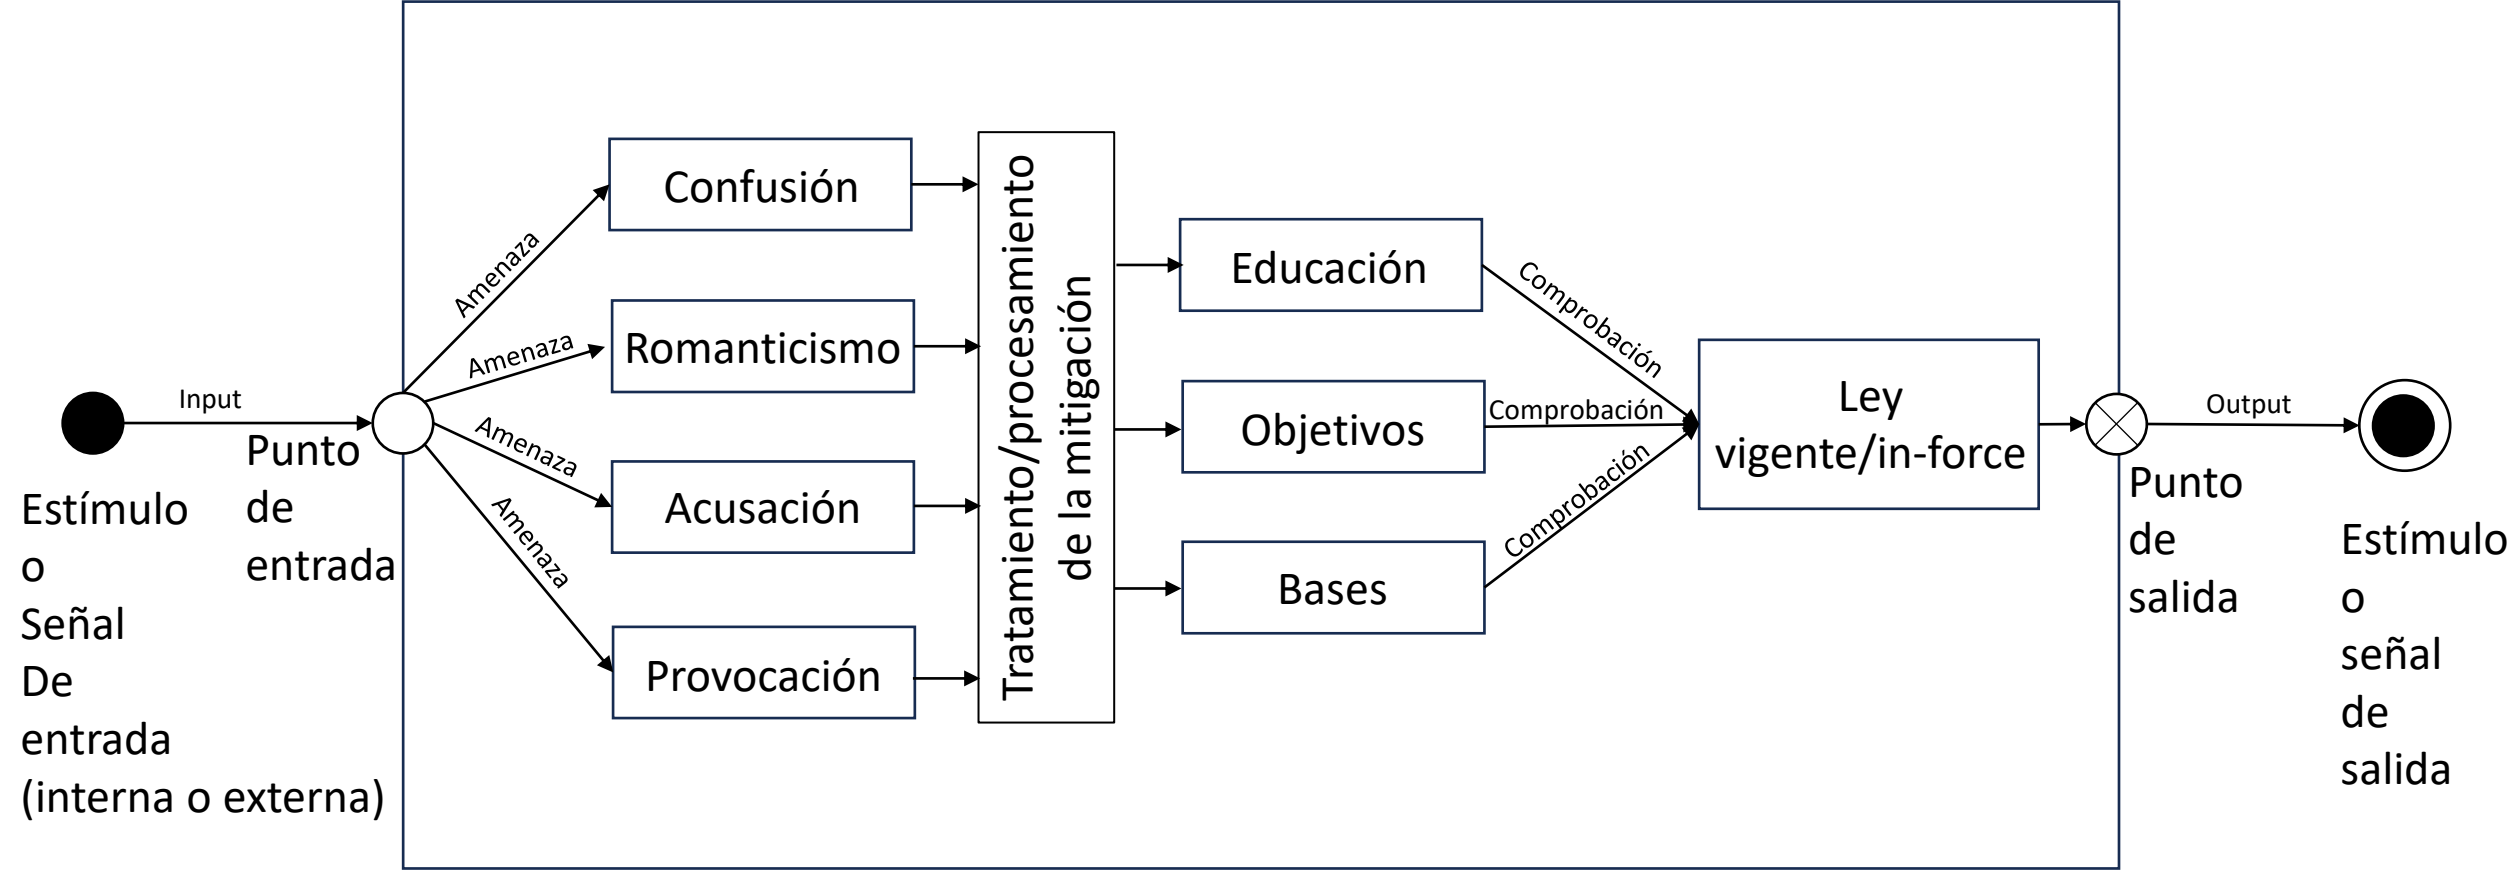 Input
Estímulo
o
Señal
De
entrada
(interna o externa)
Punto
de
entrada
Amenaza
Amenaza
Amenaza
Amenaza
Confusión
Romanticismo
Acusación
Provocación
Tratamiento/procesamiento
de la mitigación
Educación
Objetivos
Bases
Comprobación
Comprobación
Comprobación
Ley
vigente/in-force
Punto
de
salida
Output
Estímulo
o
señal
de
salida